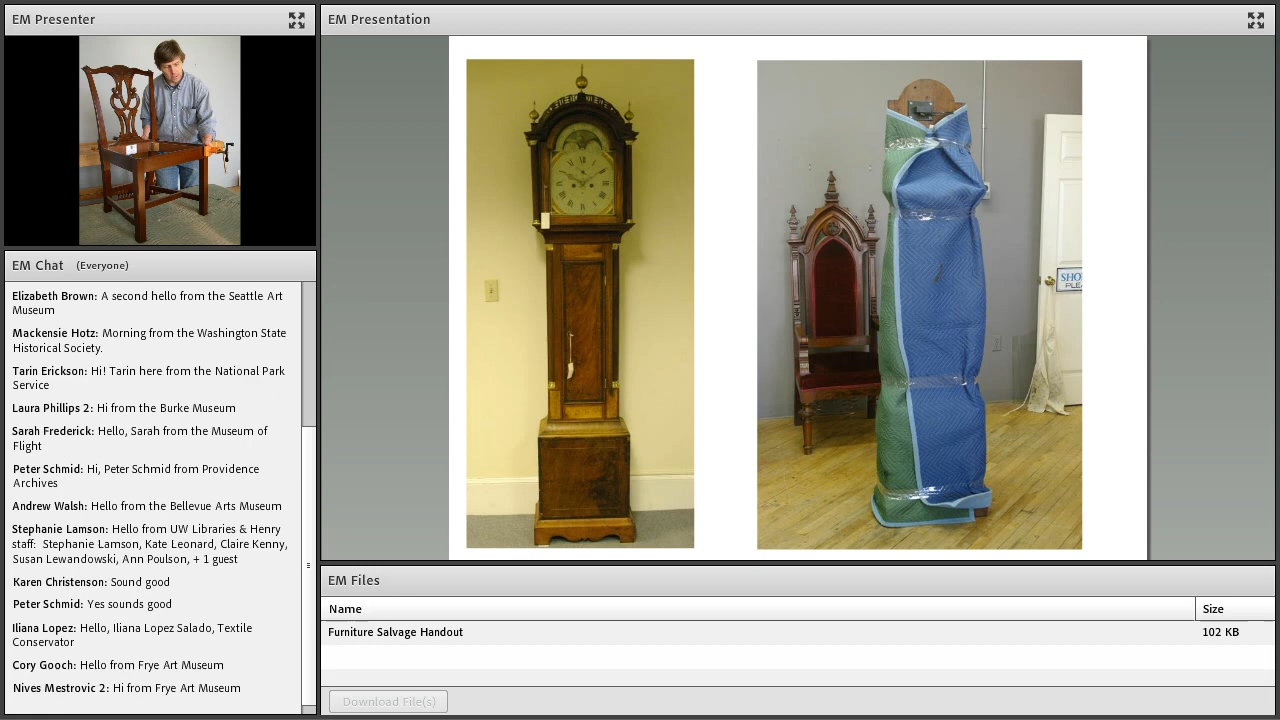 EM Presenter
EM Chat (Everyone)
Elizabeth Brown: A second hello from the Seattle Art
Museum
Mackensie Hotz: Morning from the Washington State
Historical Society.
Tarin Erickson: Hi! Tarin here from the National Park
Service
Laura Phillips 2: Hi from the Burke Museum
Sarah Frederick: Hello, Sarah from the Museum of
Flight
Peter Schmid: Hi, Peter Schmid from Providence
Archives
Andrew Walsh: Hello from the Bellevue Arts Museum
Stephanie Lamson: Hello from UW Libraries & Henry
staff: Stephanie Lamson, Kate Leonard, Claire Kenny,
Susan Lewandowski, Ann Poulson, + 1 guest
Karen Christenson: Sound good
Peter Schmid: Yes sounds good
Iliana Lopez: Hello, Iliana Lopez Salado, Textile
Conservator
Cory Gooch: Hello from Frye Art Museum
Nives Mestrovic 2: Hi from Frye Art Museum
EM Presentation
SHO
PLEA
EM Files
Name Size
Furniture Salvage Handout 102 KB
Download File(s)